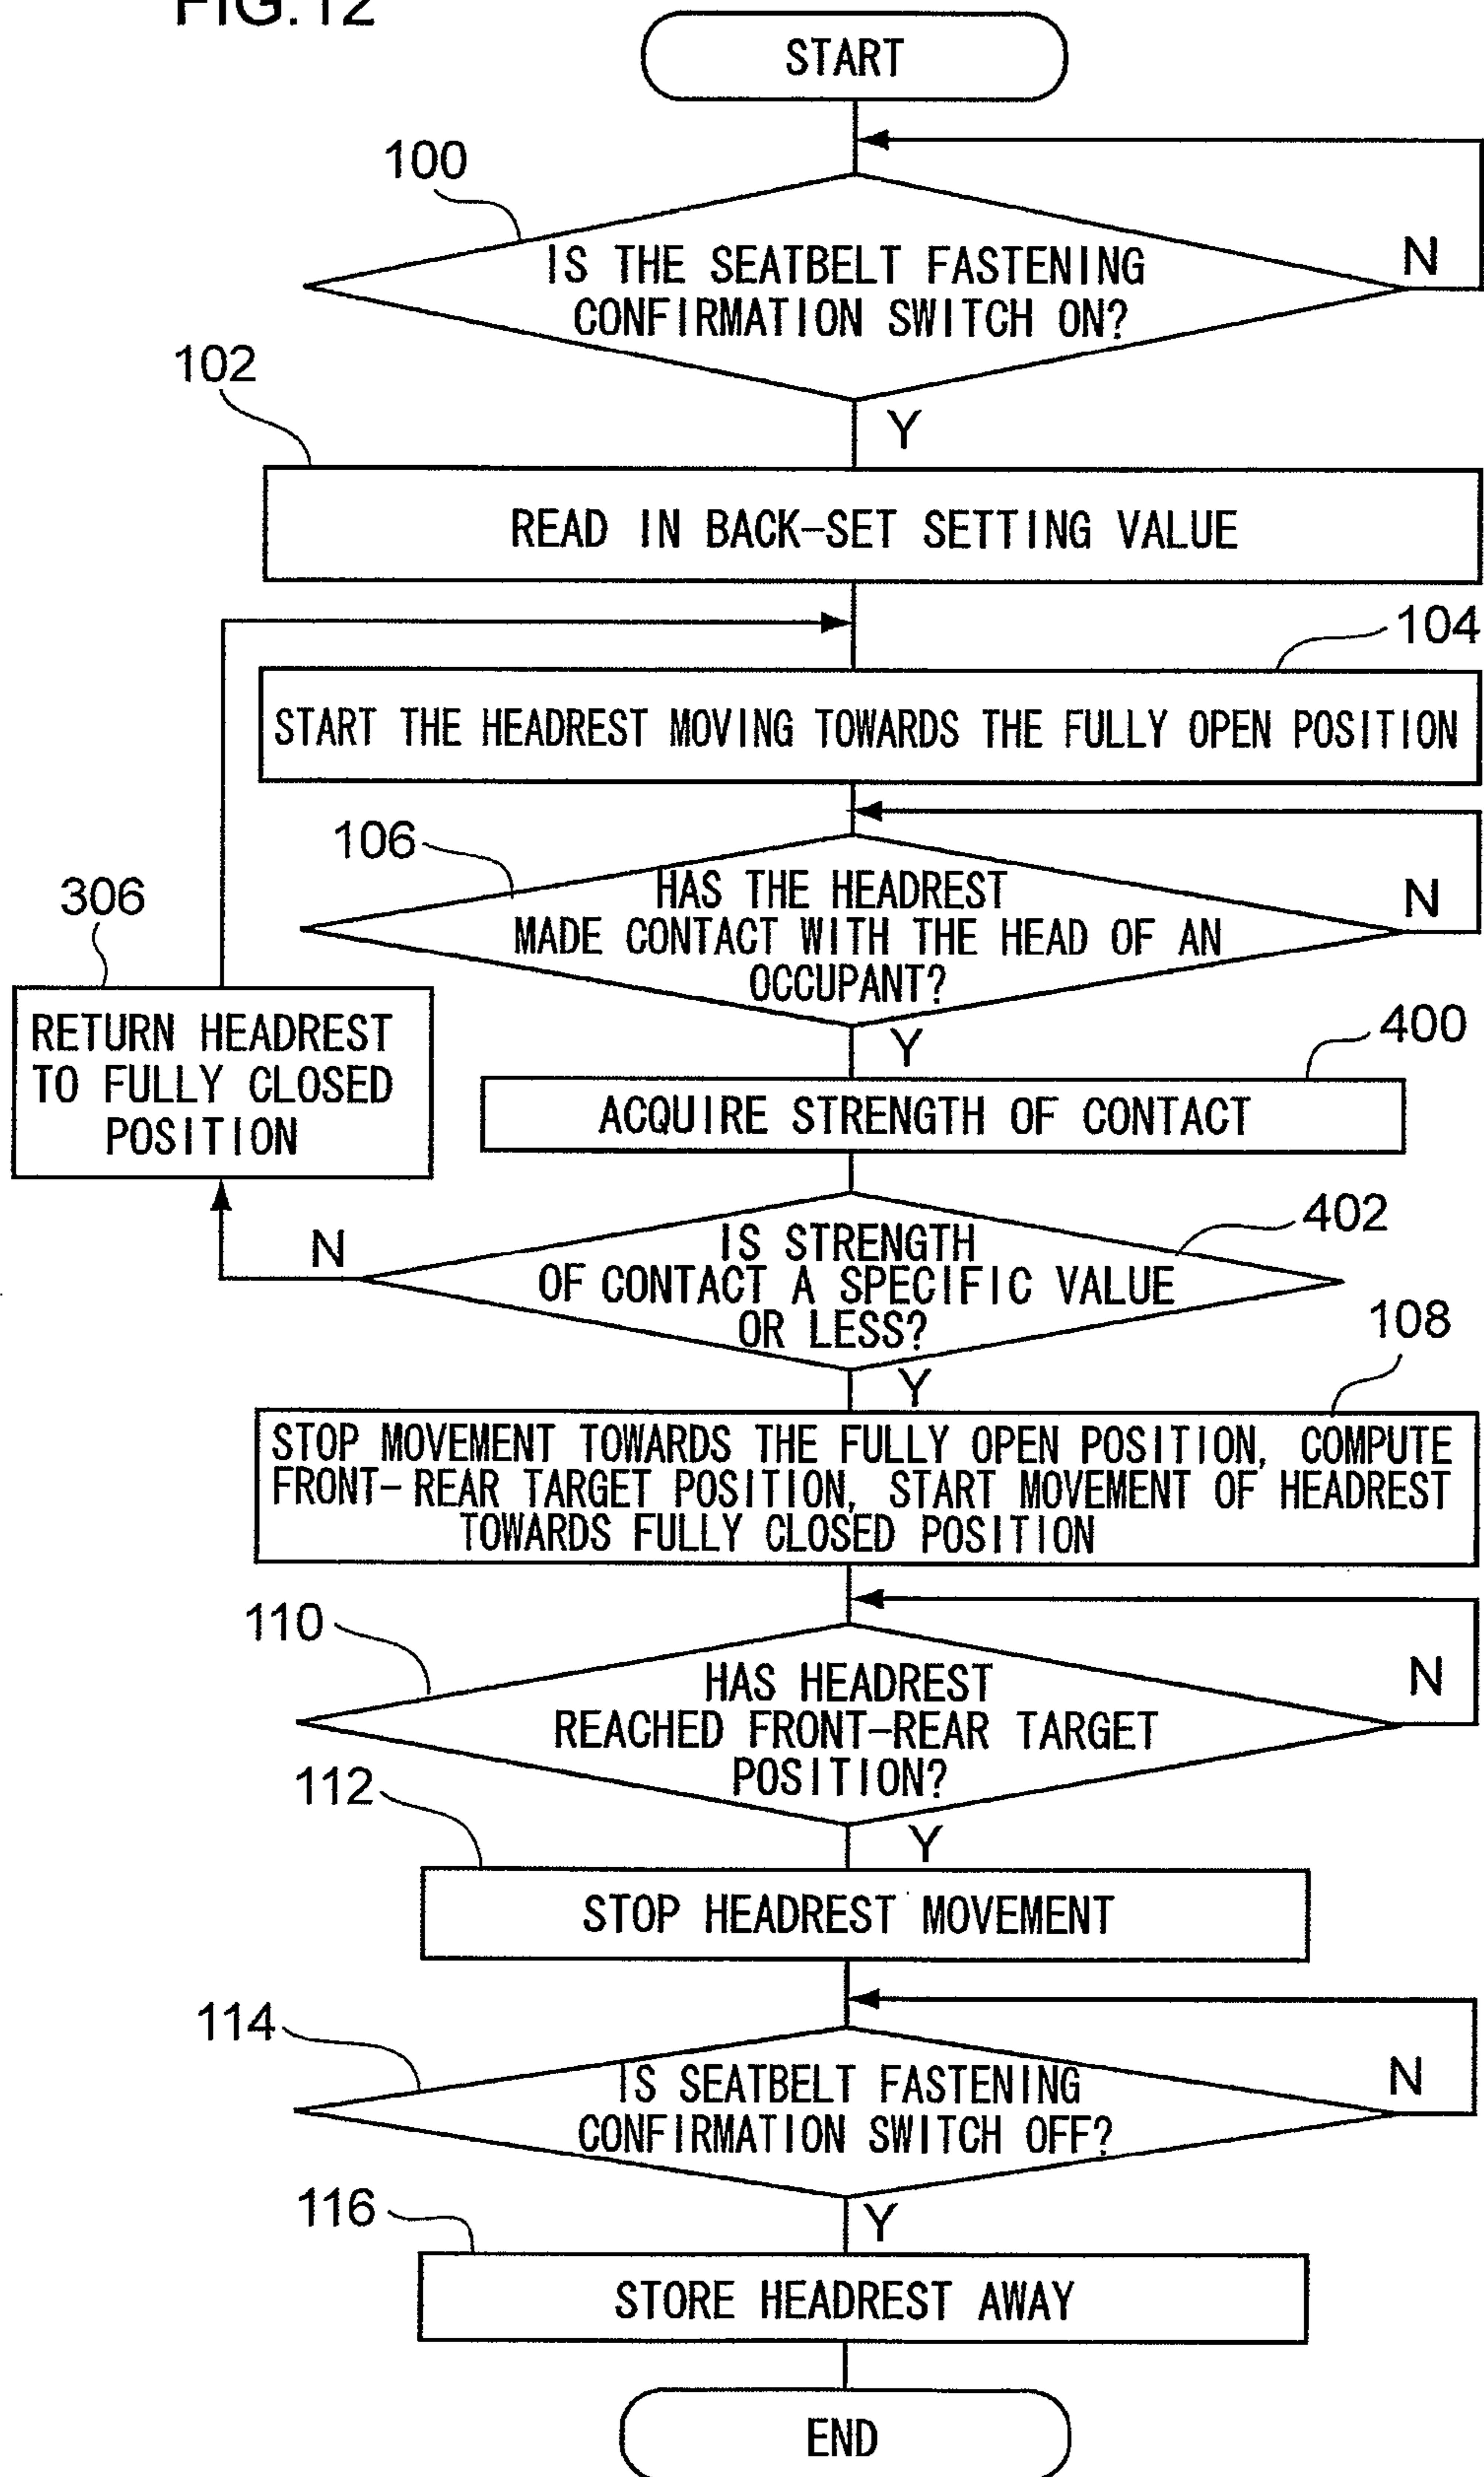 FIG.12
START
100
IS THE SEATBELT FASTENING
CONFIRMATION SWITCH ON?
N
Y
102
READ IN BACK-SET SETTING VALUE
104
START THE HEADREST MOVING TOWARDS THE FULLY OPEN POSITION
106
HAS THE HEADREST
MADE CONTACT WITH THE HEAD OF AN
OCCUPANT?
N
Y
306
RETURN HEADREST
TO FULLY CLOSED
POSITION
400
ACQUIRE STRENGTH OF CONTACT
402
IS STRENGTH
OF CONTACT A SPECIFIC VALUE
OR LESS?
N
Y
108
STOP MOVEMENT TOWARDS THE FULLY OPEN POSITION, COMPUTE
FRONT-REAR TARGET POSITION, START MOVEMENT OF HEADREST
TOWARDS FULLY CLOSED POSITION
110
HAS HEADREST
REACHED FRONT-REAR TARGET
POSITION?
N
Y
112
STOP HEADREST MOVEMENT
114
IS SEATBELT FASTENING
CONFIRMATION SWITCH OFF?
N
Y
116
STORE HEADREST AWAY
END